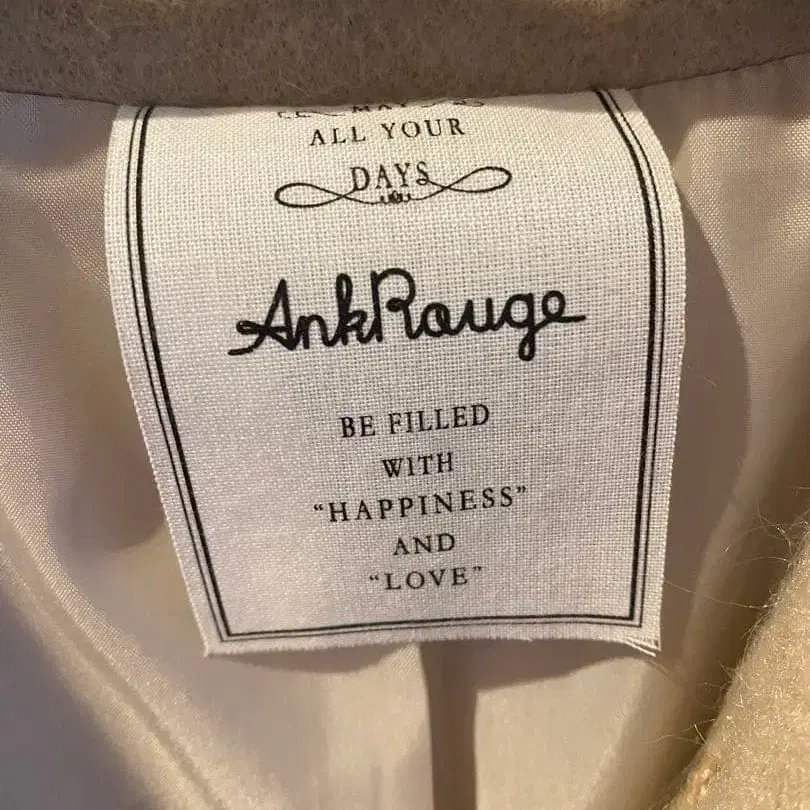 MAY
ALL YOUR
DAYS
AnkRouge
BE FILLED
WITH
“HAPPINESS”
AND
“LOVE”